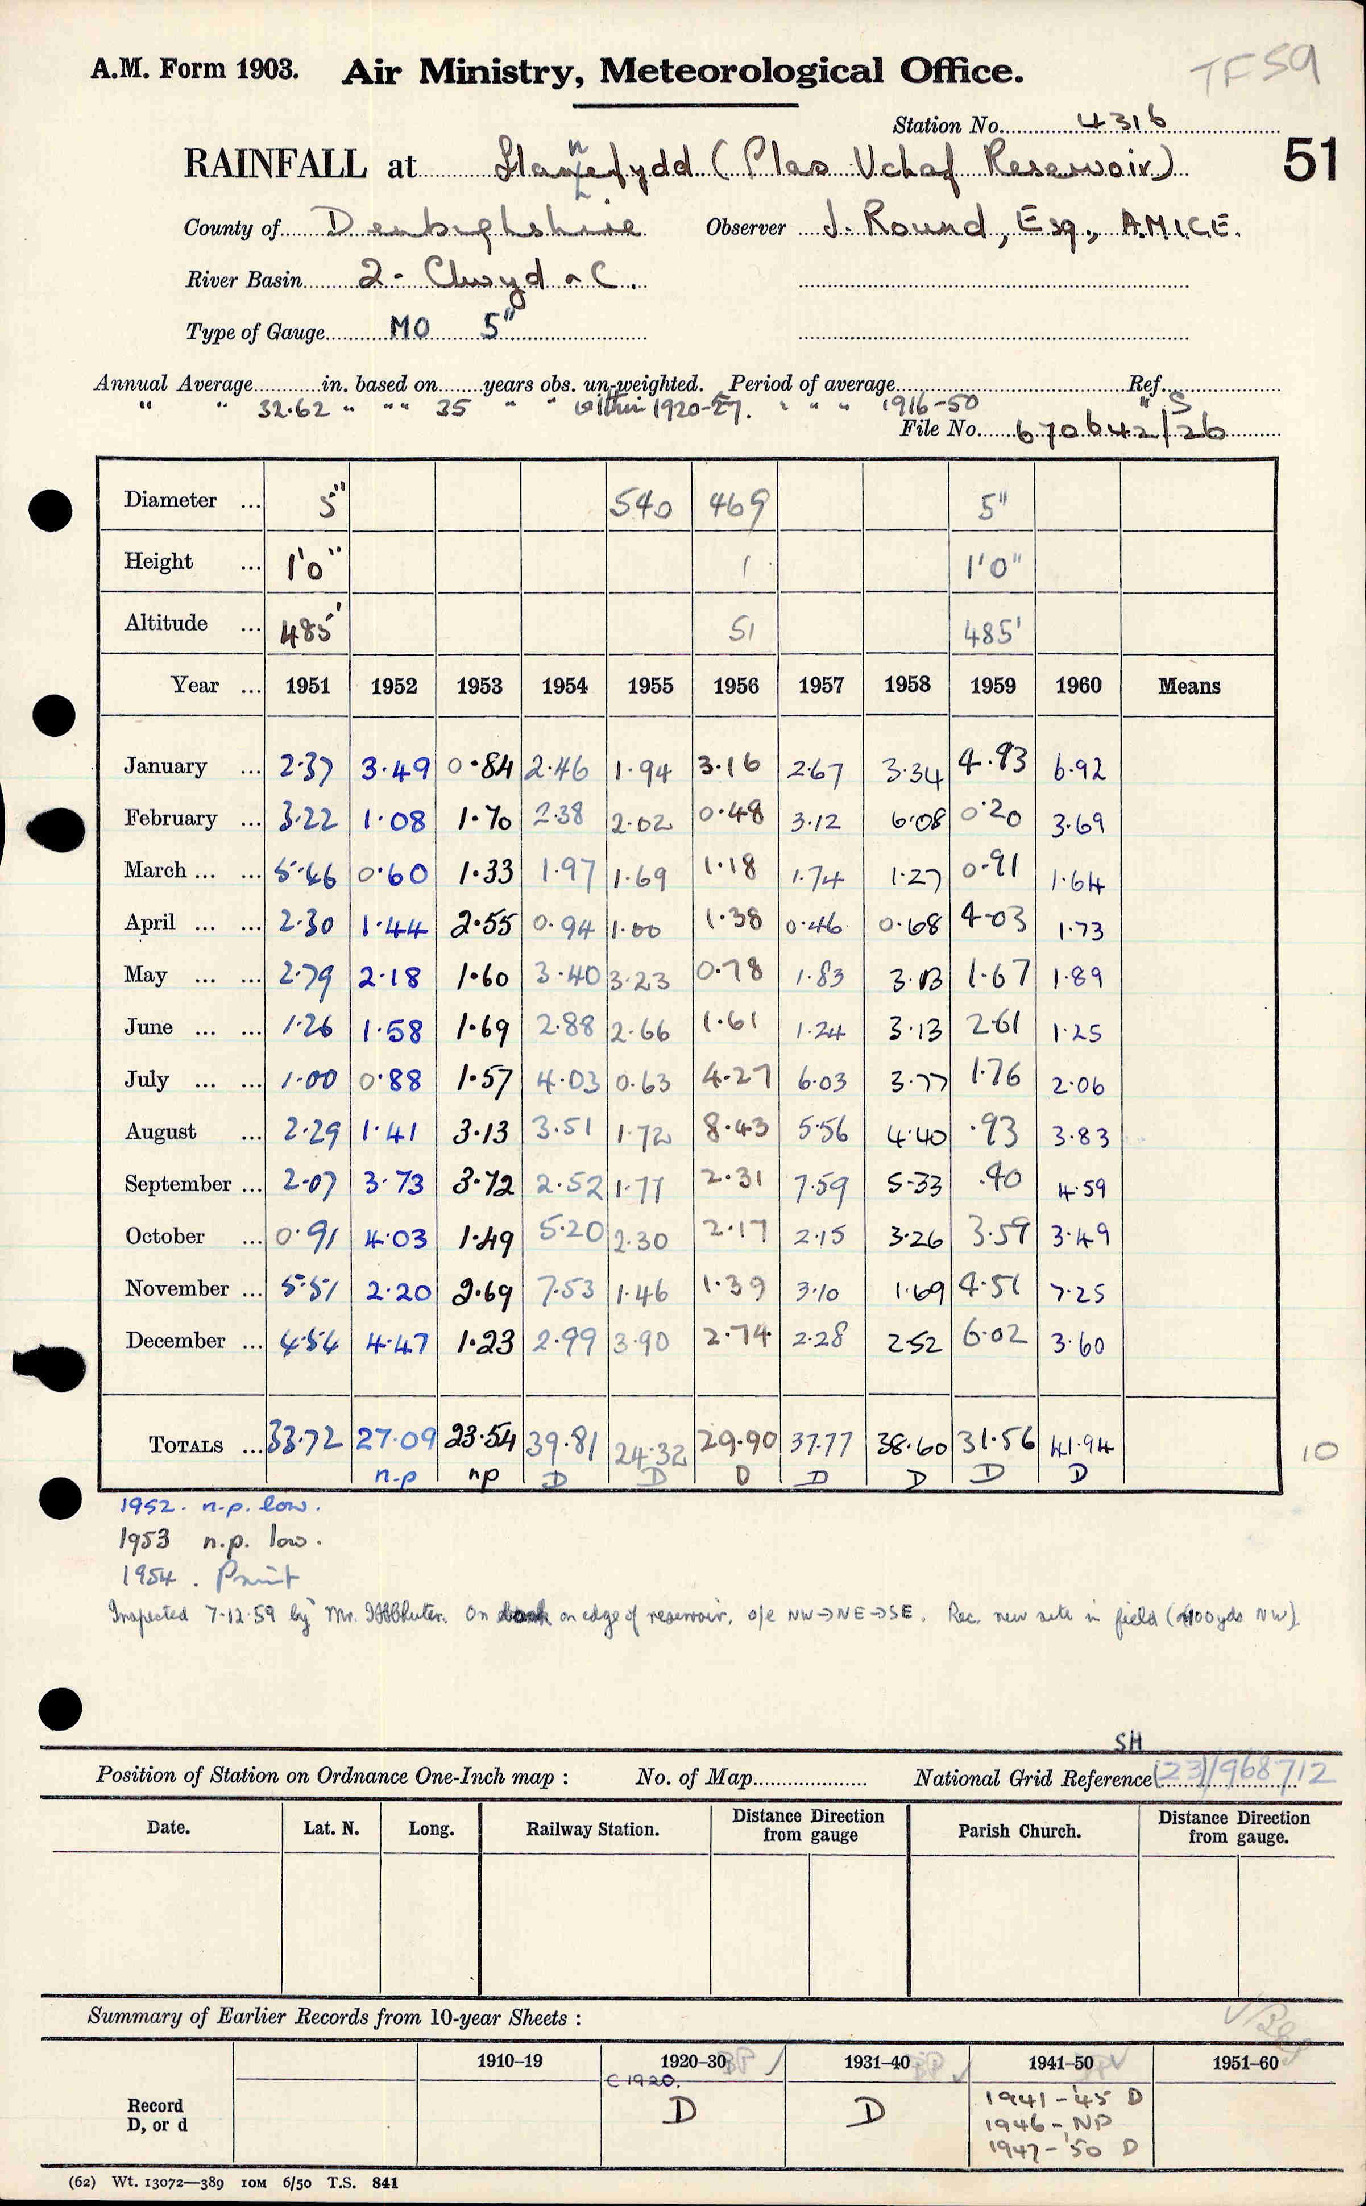 A.M. Form 1903. Air Ministry, Meteorological Office. TF59
Station No. 4316
RAINFALL at Llannefydd (Plas Uchaf Reservoir) 51
County of Denbighshire Observer J. Round, Esq., A.M.I.C.E.
River Basin 2 - Clwyd & C.
Type of Gauge MO 5"
Annual Average in. based on years obs. un-weighted. Period of average Ref.
" " 32.62 " " " 35 " " within 1920-57. " " " 1916-50 " S
File No. 670642/26
Diameter ... 5" 540 469 5"
Height ... 1'0" 1 1'0"
Altitude ... 485' 51 485'
Year ... 1951 1952 1953 1954 1955 1956 1957 1958 1959 1960 Means
January ... 2.37 3.49 0.84 2.46 1.94 3.16 2.67 3.34 4.93 6.92
February ... 3.22 1.08 1.70 2.38 2.02 0.48 3.12 6.08 0.20 3.69
March ... ... 5.46 0.60 1.33 1.97 1.69 1.18 1.74 1.27 0.91 1.64
April ... ... 2.30 1.44 2.55 0.94 1.00 1.38 0.46 0.68 4.03 1.73
May ... ... 2.79 2.18 1.60 3.40 3.23 0.78 1.83 3.13 1.67 1.89
June ... ... 1.26 1.58 1.69 2.88 2.66 1.61 1.24 3.13 2.61 1.25
July ... ... 1.00 0.88 1.57 4.03 0.63 4.27 6.03 3.77 1.76 2.06
August ... 2.29 1.41 3.13 3.51 1.72 8.43 5.56 4.40 .93 3.83
September ... 2.07 3.73 3.72 2.52 1.77 2.31 7.59 5.33 .40 4.59
October ... 0.91 4.03 1.49 5.20 2.30 2.17 2.15 3.26 3.59 3.49
November ... 5.51 2.20 2.69 7.53 1.46 1.39 3.10 1.69 4.51 7.25
December ... 4.54 4.47 1.23 2.99 3.90 2.74 2.28 2.52 6.02 3.60
TOTALS ... 33.72 27.09 23.54 39.81 24.32 29.90 37.77 38.60 31.56 41.94 10
n-p np D D D D D D D
1952. n.p. low.
1953 n.p. low.
1954. Print
Inspected 7-12-59 by Mr. on edge of reservoir, o/e NW→NE→SE. Rec. new site in field (400yds NW).
SH
Position of Station on Ordnance One-Inch map : No. of Map National Grid Reference (23)/968712
Date. Lat. N. Long. Railway Station. Distance Direction from gauge Parish Church. Distance Direction from gauge.
Summary of Earlier Records from 10-year Sheets :
1910-19 1920-30 1931-40 1941-50 1951-60
C 1920.
Record D, or d D D 1941-'45 D
1946-NP
1947-'50 D
(62) Wt. 13072—389 10M 6/50 T.S. 841